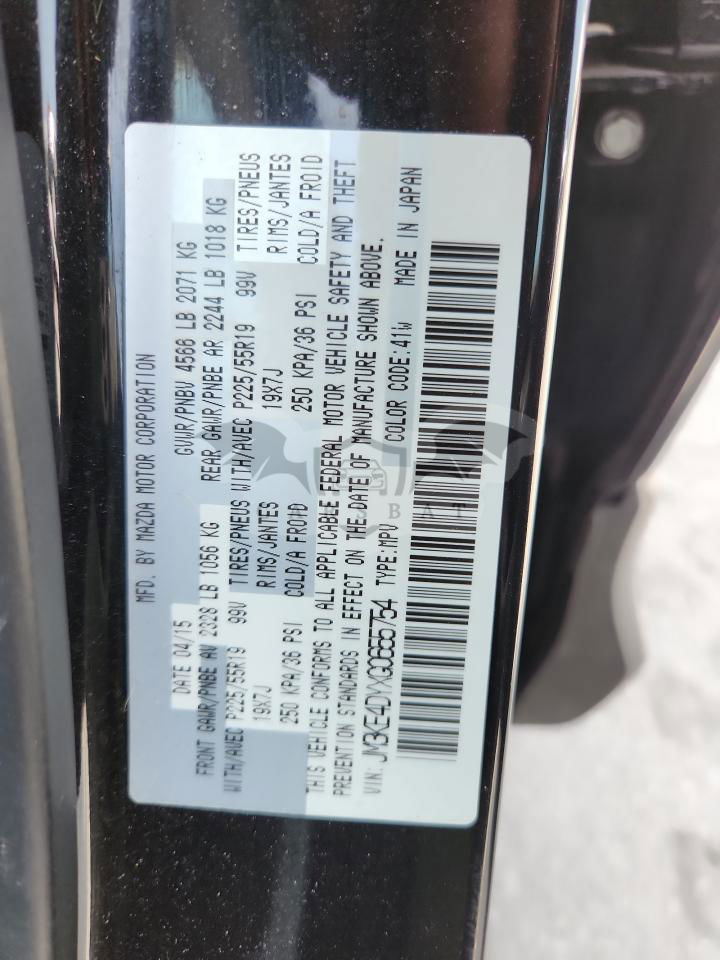 MFD. BY MAZDA MOTOR CORPORATION
DATE 04/15 GVWR/PNBV 4566 LB 2071 KG
FRONT GAWR/PNBE AV 2328 LB 1056 KG REAR GAWR/PNBE AR 2244 LB 1018 KG
WITH/AVEC P225/55R19 99V TIRES/PNEUS WITH/AVEC P225/55R19 99V TIRES/PNEUS
19X7J RIMS/JANTES 19X7J RIMS/JANTES
250 KPA/36 PSI COLD/A FROID 250 KPA/36 PSI COLD/A FROID
THIS VEHICLE CONFORMS TO ALL APPLICABLE FEDERAL MOTOR VEHICLE SAFETY AND THEFT
PREVENTION STANDARDS IN EFFECT ON THE DATE OF MANUFACTURE SHOWN ABOVE.
VIN: JM3KE4DYXG0655754 TYPE:MPV COLOR CODE:41W MADE IN JAPAN